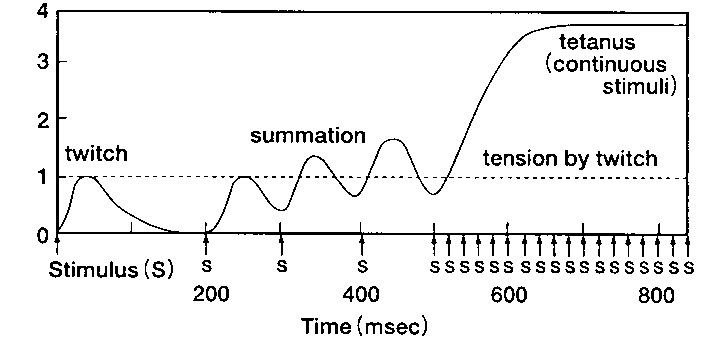 4
tetanus
(continuous
stimuli)
3
2
summation
twitch
tension by twitch
1
0
Stimulus (S) S S S S S S S S S S S S S S S S S S S S S
200 400 600 800
Time (msec)